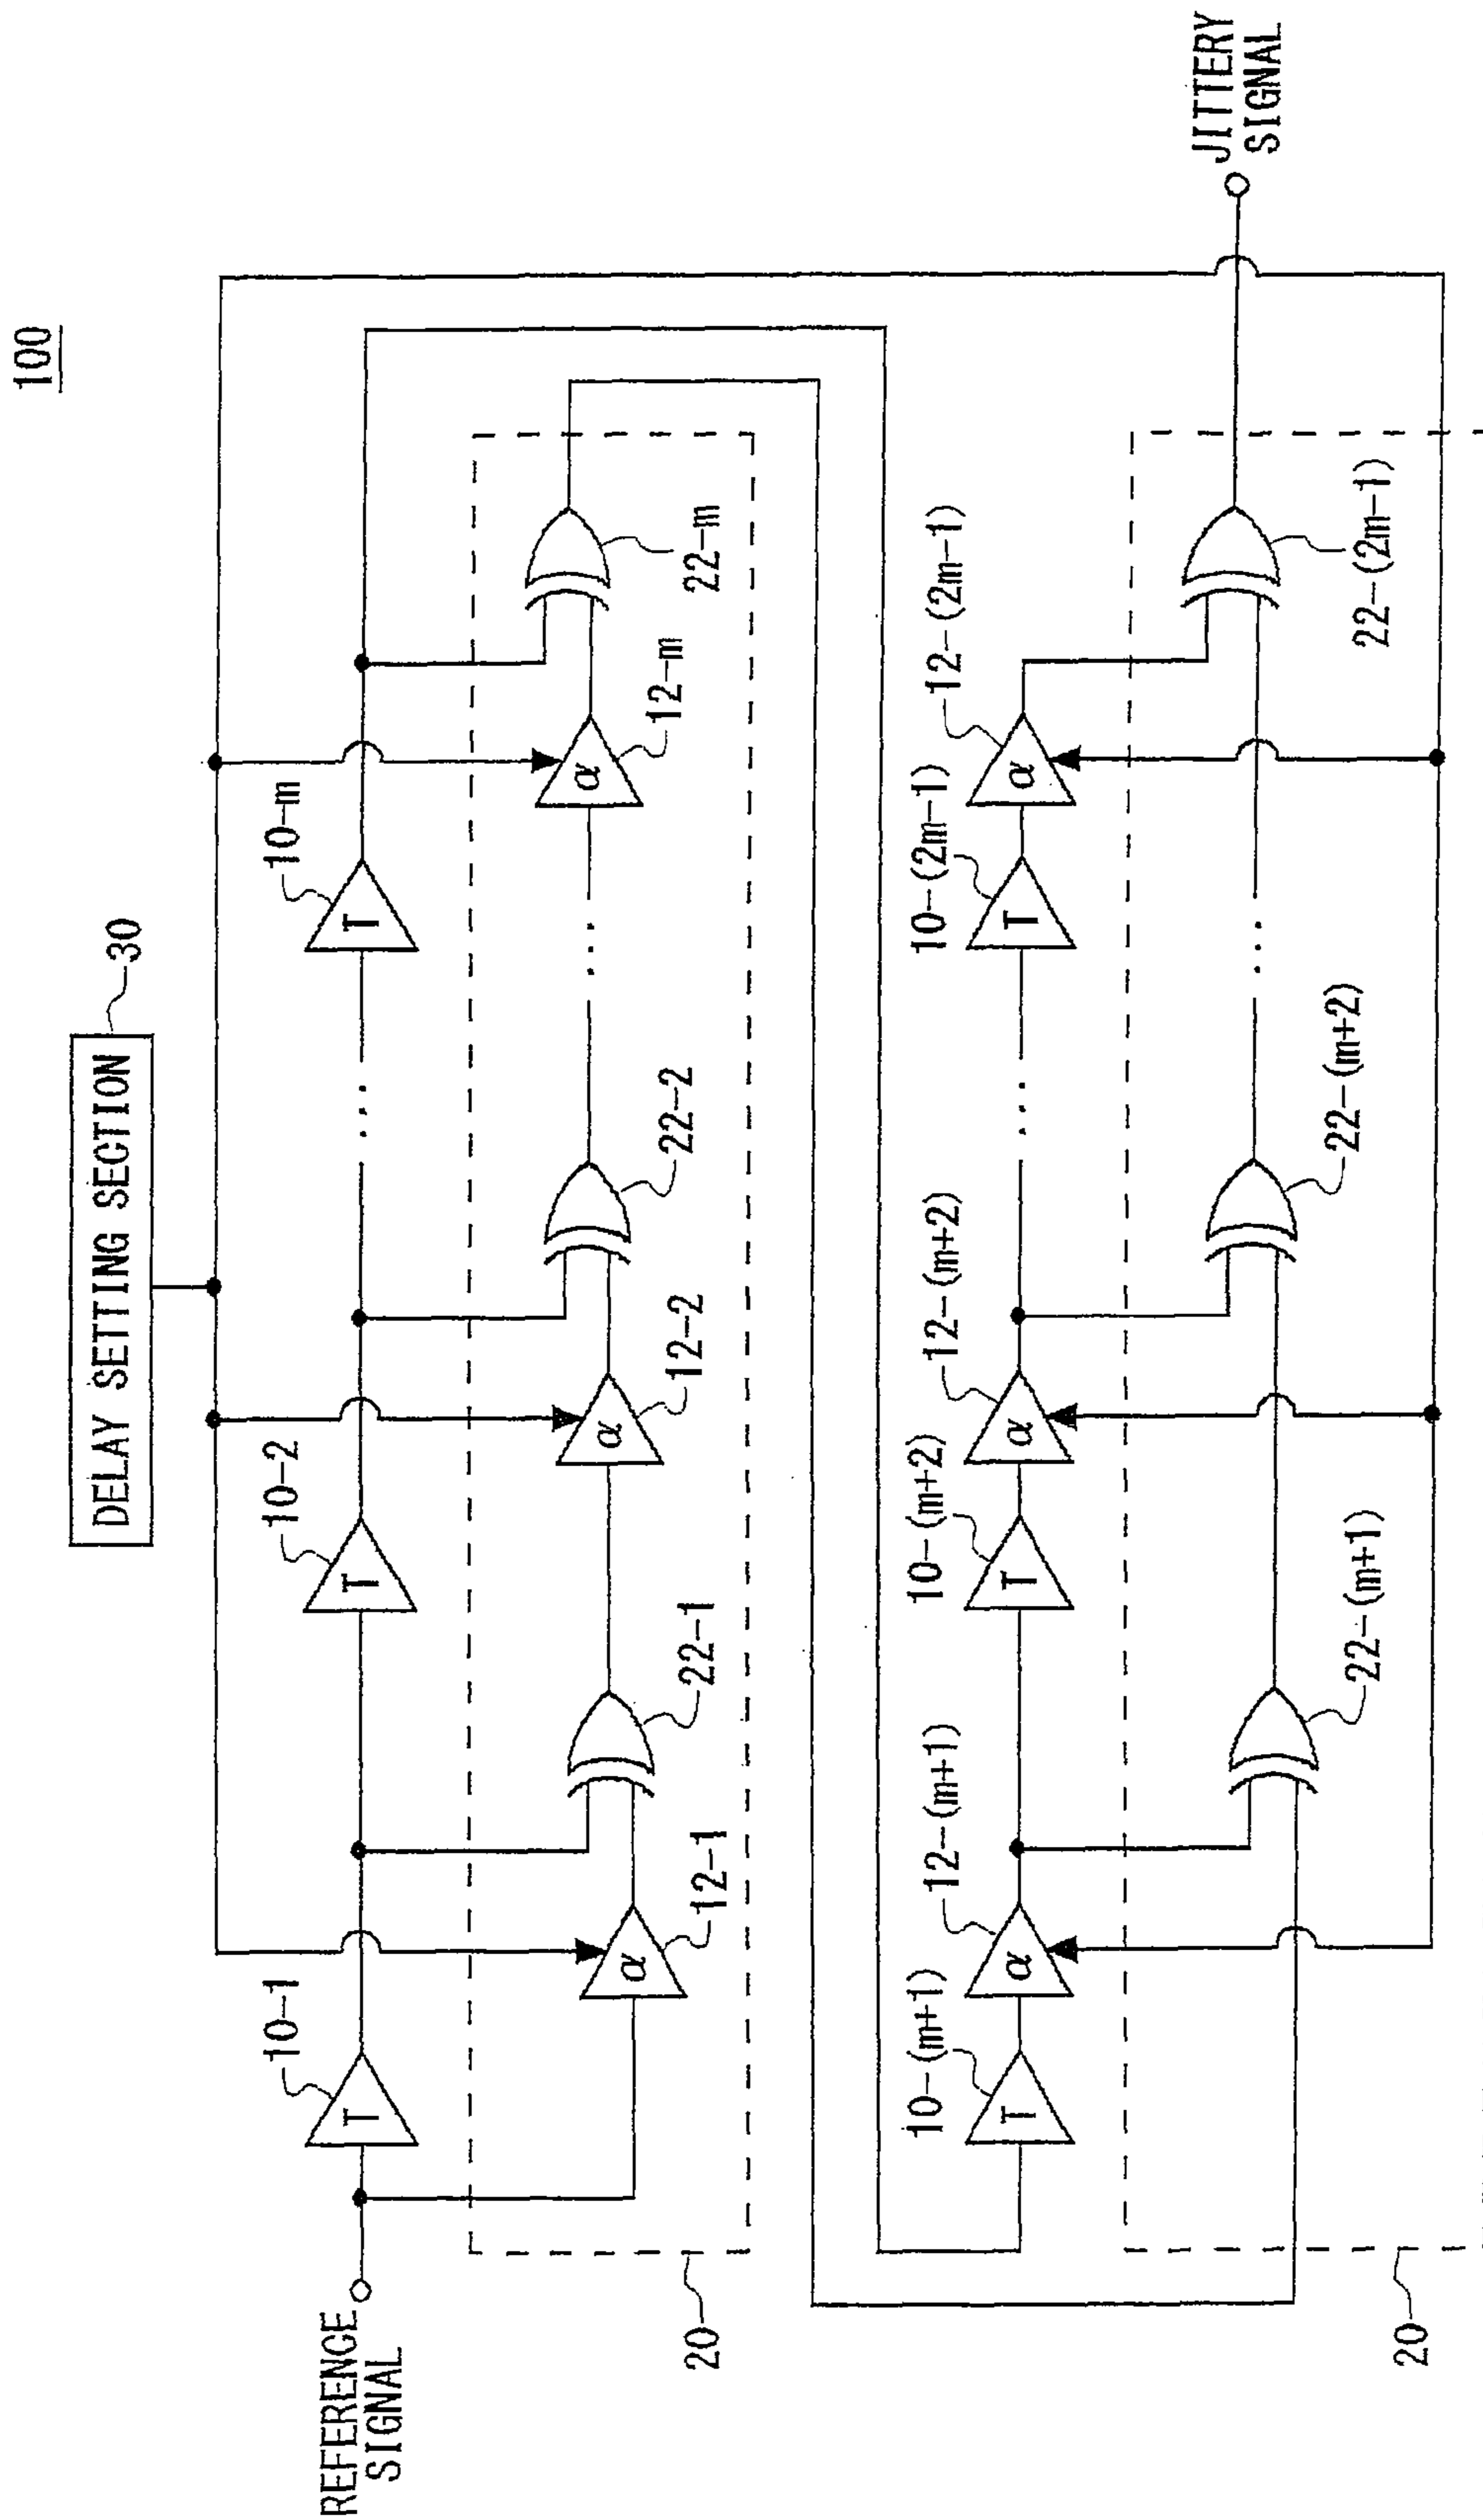 100
DELAY SETTING SECTION
30
10-1
10-2
10-m
T
T
T
REFERENCE
SIGNAL
α
α
α
12-1
22-1
12-2
22-2
12-m
22-m
20
10-(m+1)
12-(m+1)
10-(m+2)
12-(m+2)
10-(2m-1)
12-(2m-1)
T
α
T
α
T
α
JITTERY
SIGNAL
22-(m+1)
22-(m+2)
22-(2m-1)
20